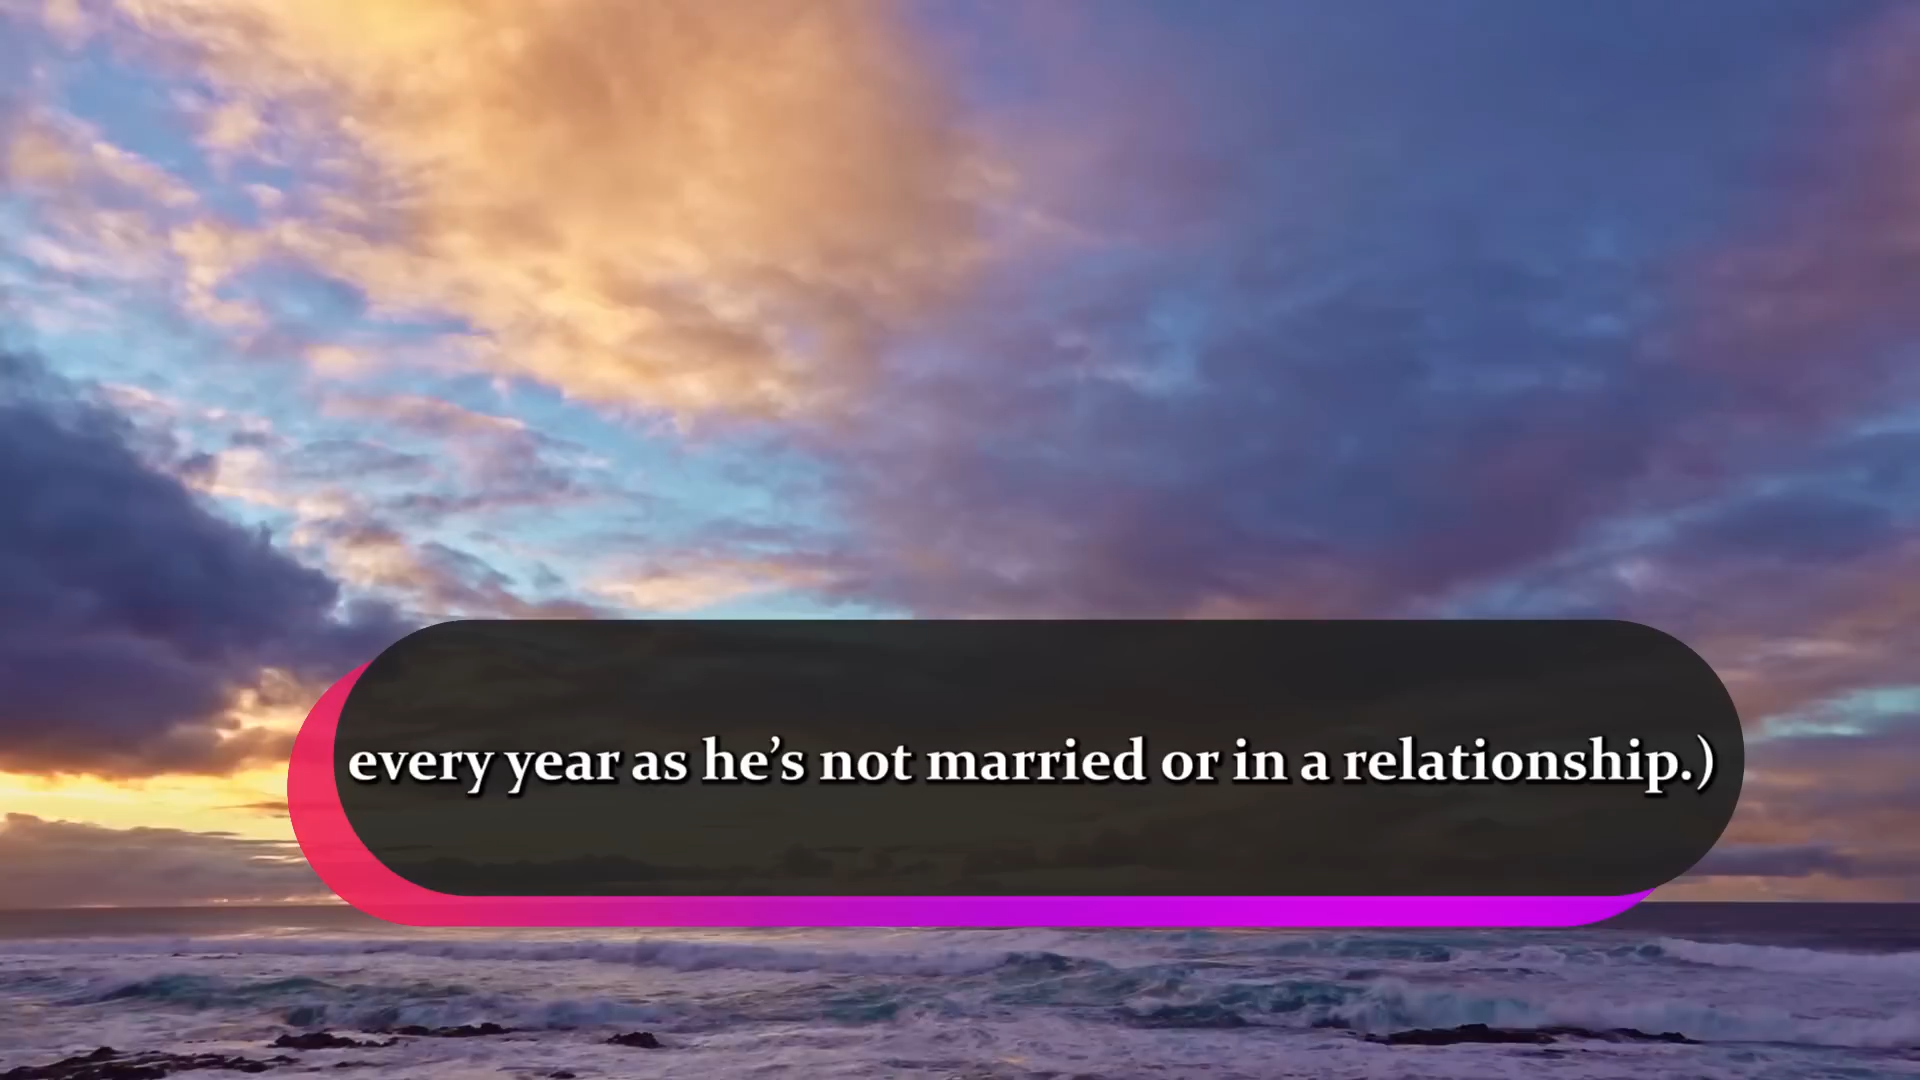 every year as he’s not married or in a relationship.)